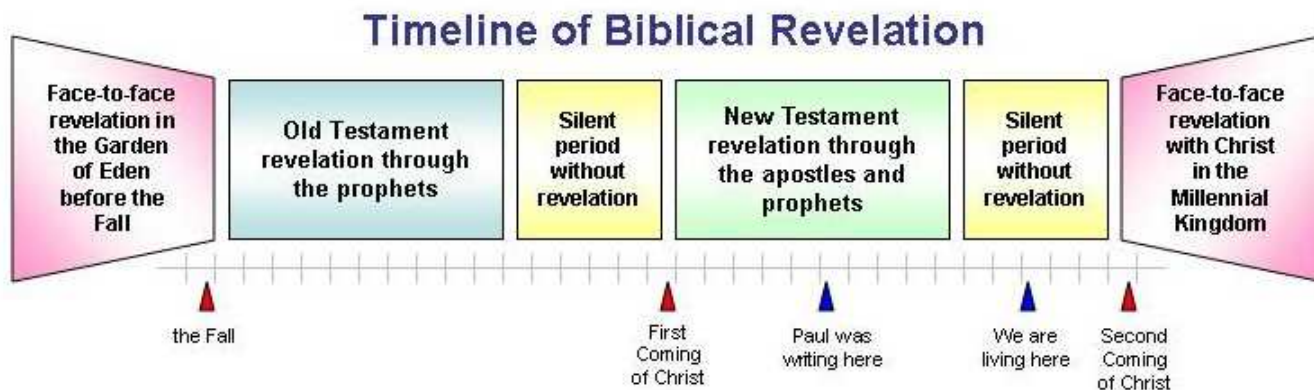 Timeline of Biblical Revelation
Face-to-face
revelation in
the Garden
of Eden
before the
Fall
Old Testament
revelation through
the prophets
Silent
period
without
revelation
New Testament
revelation through
the apostles and
prophets
Silent
period
without
revelation
Face-to-face
revelation
with Christ
in the
Millennial
Kingdom
the Fall
First
Coming
of Christ
Paul was
writing here
We are
living here
Second
Coming
of Christ